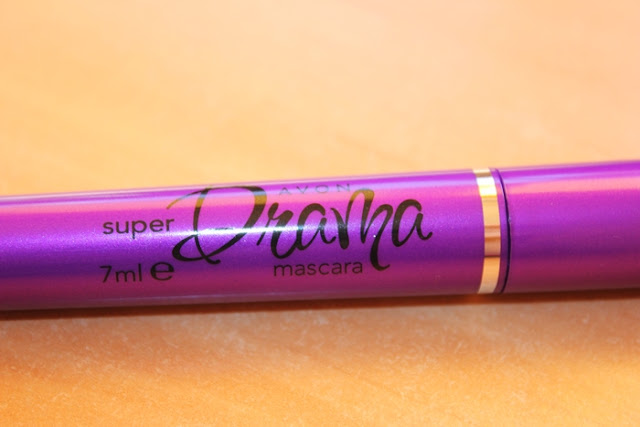 AVON
super Drama
7ml ℮ mascara